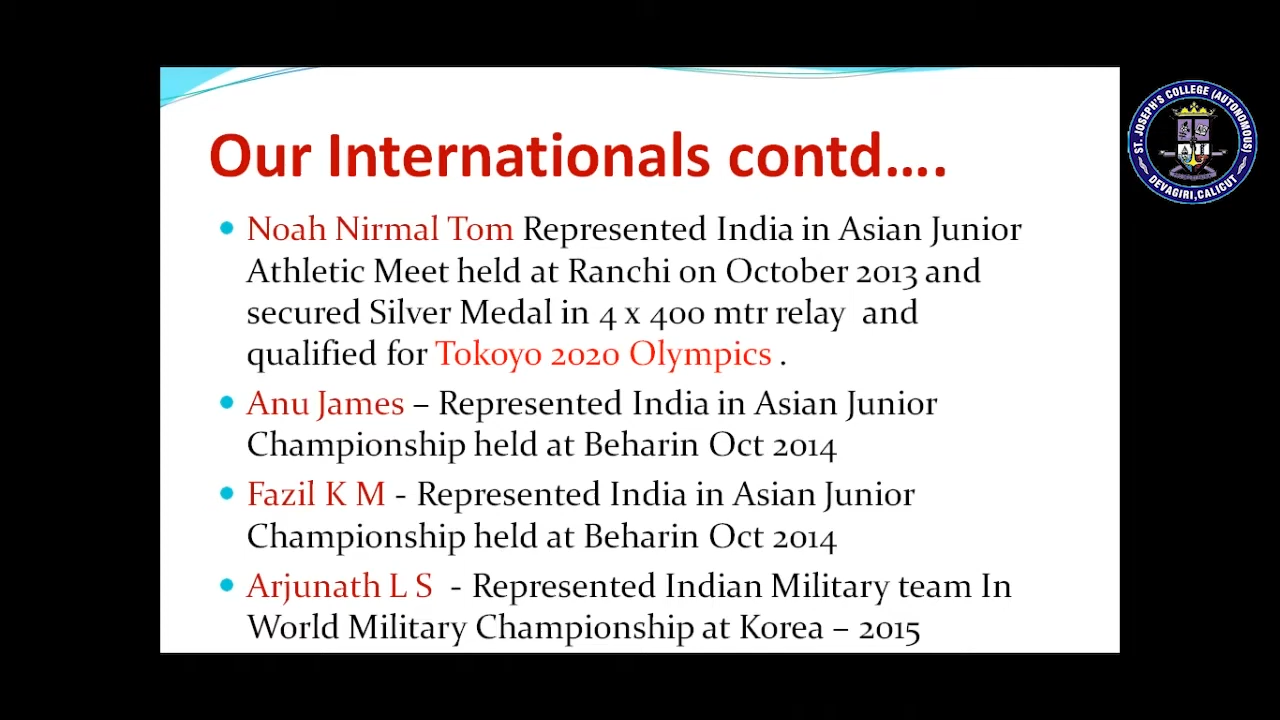 Our Internationals contd....
Noah Nirmal Tom Represented India in Asian Junior
Athletic Meet held at Ranchi on October 2013 and
secured Silver Medal in 4 x 400 mtr relay and
qualified for Tokoyo 2020 Olympics .
Anu James – Represented India in Asian Junior
Championship held at Beharin Oct 2014
Fazil K M - Represented India in Asian Junior
Championship held at Beharin Oct 2014
Arjunath L S - Represented Indian Military team In
World Military Championship at Korea – 2015
ST. JOSEPH'S COLLEGE (AUTONOMOUS)
DEVAGIRI, CALICUT